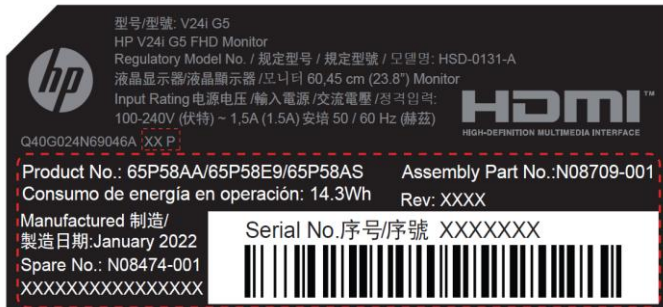 型号/型號: V24i G5
HP V24i G5 FHD Monitor
Regulatory Model No. / 规定型号 / 規定型號 / 모델명: HSD-0131-A
液晶显示器/液晶顯示器 /모니터 60,45 cm (23.8") Monitor
Input Rating 电源电压 /輸入電源 /交流電壓 /정격입력:
100-240V (伏特) ~ 1,5A (1.5A) 安培 50 / 60 Hz (赫茲)
hp
HDMI™
HIGH-DEFINITION MULTIMEDIA INTERFACE
Q40G024N69046A XX P
Product No.: 65P58AA/65P58E9/65P58AS
Assembly Part No.:N08709-001
Consumo de energía en operación: 14.3Wh
Rev: XXXX
Manufactured 制造/
製造日期:January 2022
Serial No.序号/序號 XXXXXXX
Spare No.: N08474-001
XXXXXXXXXXXXXXXX